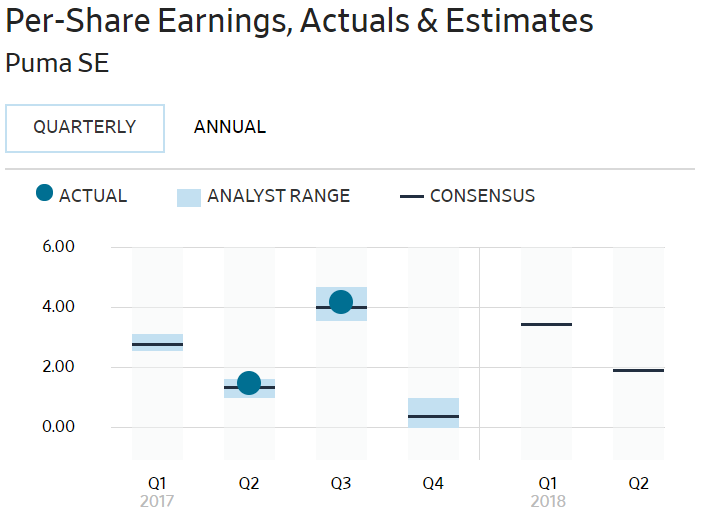 Per-Share Earnings, Actuals & Estimates
Puma SE
QUARTERLY ANNUAL
ACTUAL ANALYST RANGE CONSENSUS
6.00
4.00
2.00
0.00
Q1 Q2 Q3 Q4 Q1 Q2
2017 2018